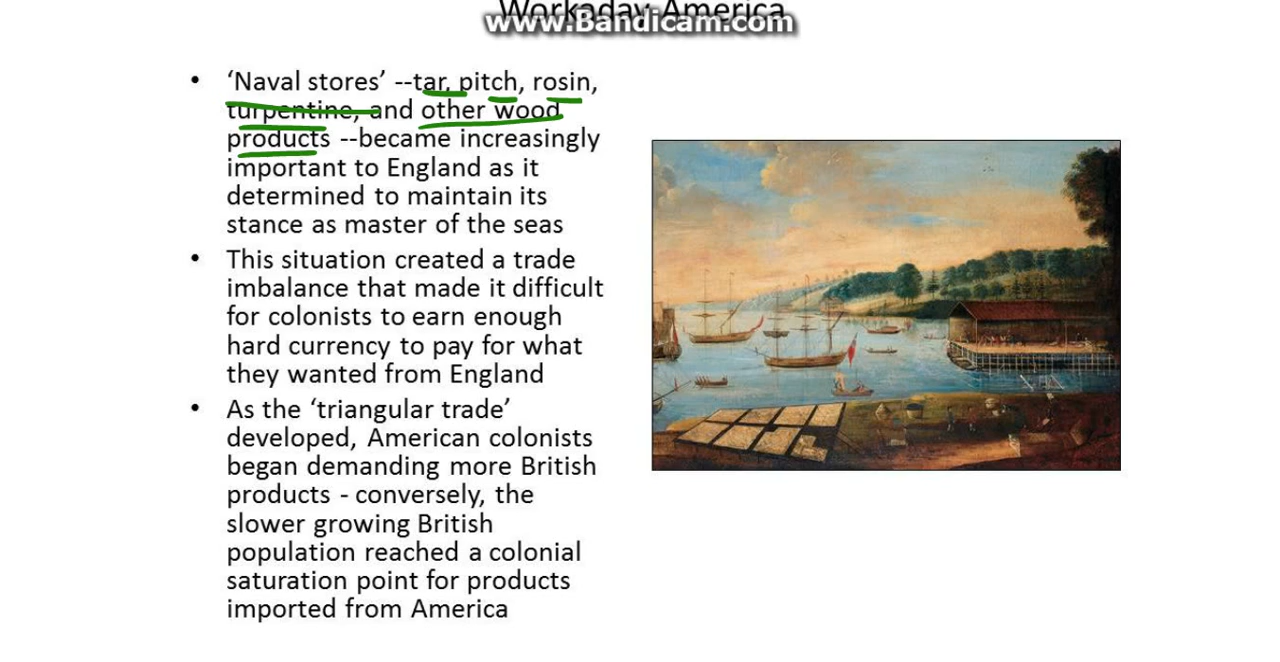 Workaday America
www.Bandicam.com
• ‘Naval stores’ --tar, pitch, rosin,
turpentine, and other wood
products --became increasingly
important to England as it
determined to maintain its
stance as master of the seas
• This situation created a trade
imbalance that made it difficult
for colonists to earn enough
hard currency to pay for what
they wanted from England
• As the ‘triangular trade’
developed, American colonists
began demanding more British
products - conversely, the
slower growing British
population reached a colonial
saturation point for products
imported from America